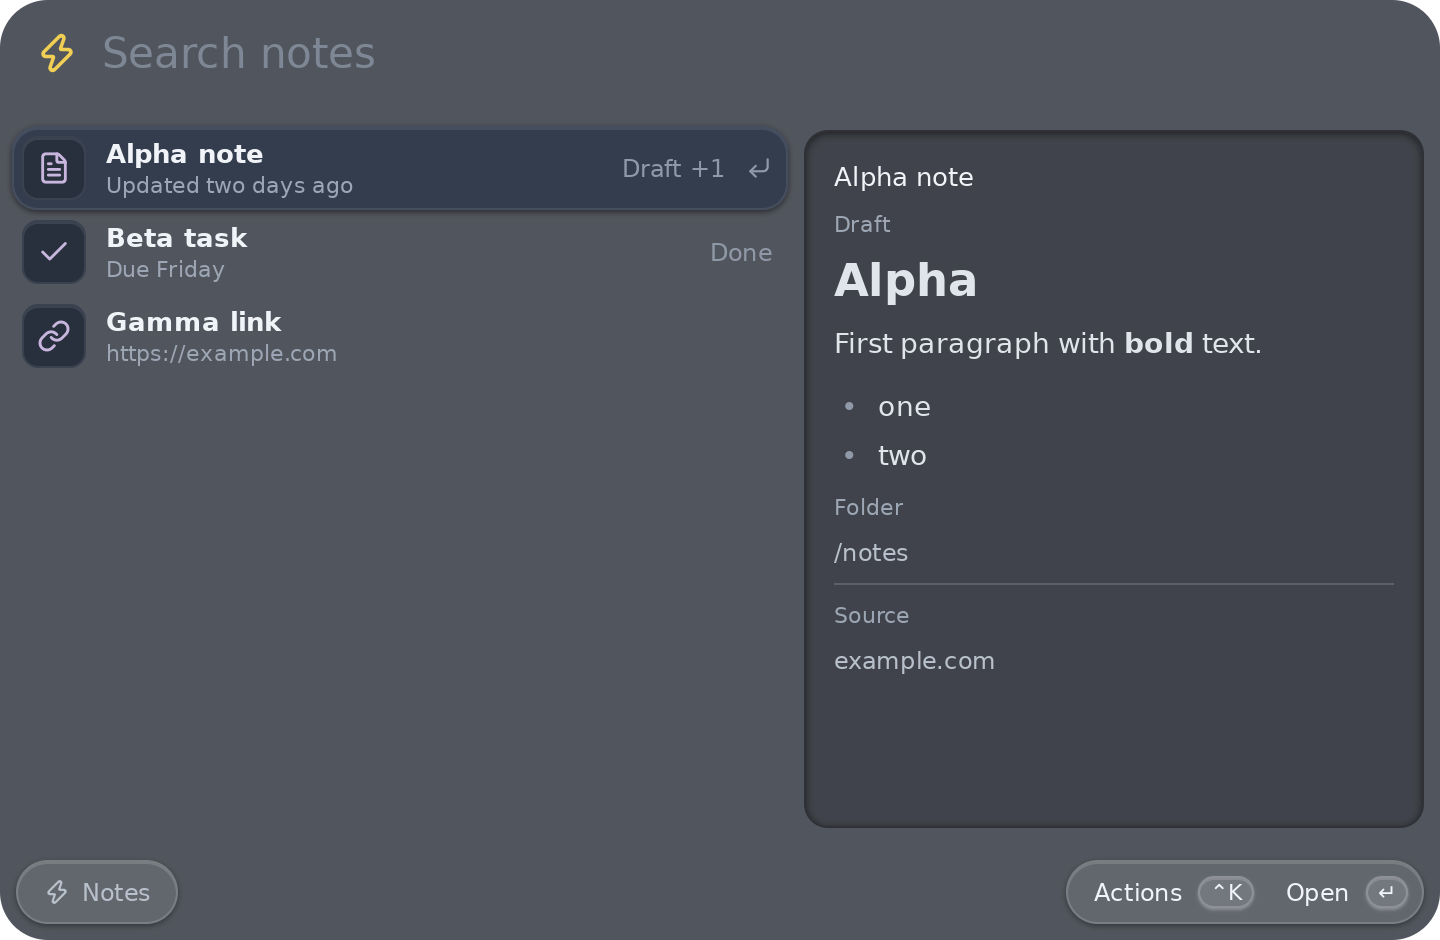 Search notes
Alpha note
Updated two days ago
Draft +1
Beta task
Due Friday
Done
Gamma link
https://example.com
Alpha note
Draft
Alpha
First paragraph with bold text.
• one
• two
Folder
/notes
Source
example.com
Notes
Actions ^K Open ↵